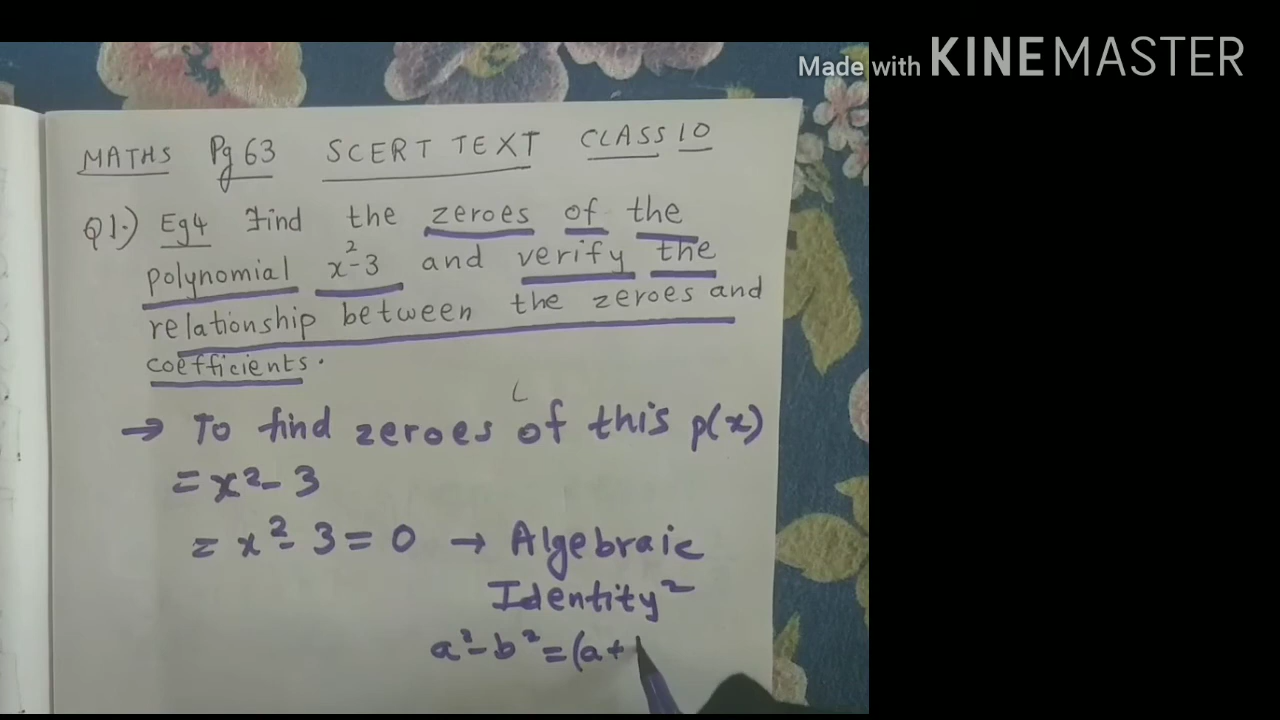 Made with KINEMASTER
MATHS Pg 63 SCERT TEXT CLASS 10
Q1.) Eg4 Find the zeroes of the
polynomial x²-3 and verify the
relationship between the zeroes and
coefficients.
→ To find zeroes of this p(x)
= x²- 3
= x²- 3 = 0 → Algebraic
Identity²
a²- b² = (a +